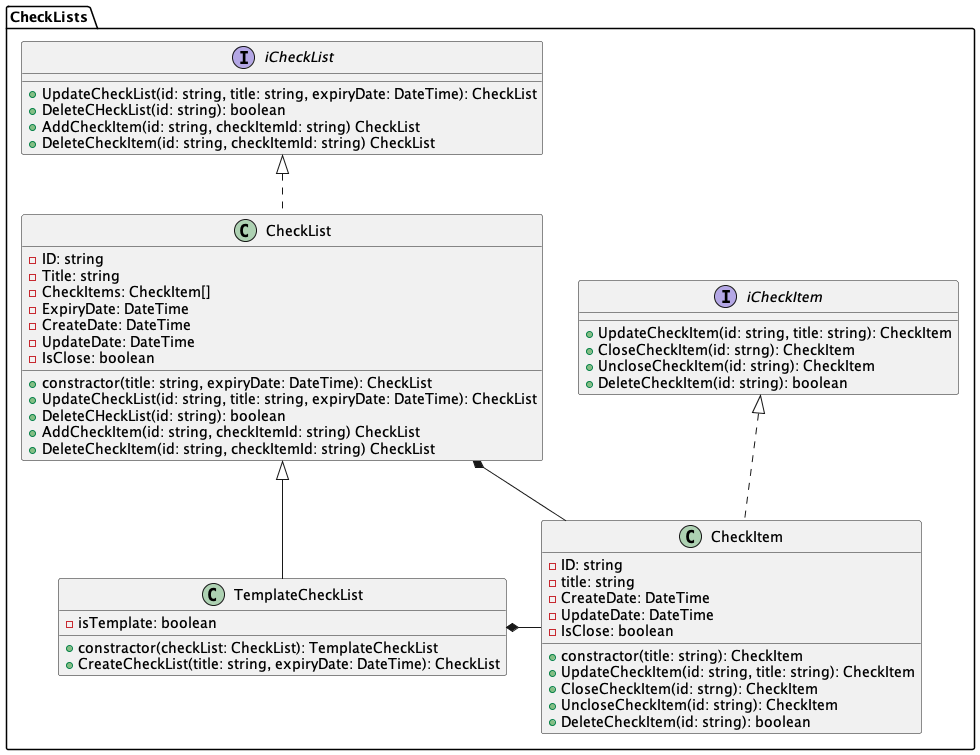 CheckLists
I iCheckList
UpdateCheckList(id: string, title: string, expiryDate: DateTime): CheckList
DeleteCHeckList(id: string): boolean
AddCheckItem(id: string, checkItemId: string) CheckList
DeleteCheckItem(id: string, checkItemId: string) CheckList
C CheckList
ID: string
Title: string
CheckItems: CheckItem[]
ExpiryDate: DateTime
CreateDate: DateTime
UpdateDate: DateTime
IsClose: boolean
constractor(title: string, expiryDate: DateTime): CheckList
UpdateCheckList(id: string, title: string, expiryDate: DateTime): CheckList
DeleteCHeckList(id: string): boolean
AddCheckItem(id: string, checkItemId: string) CheckList
DeleteCheckItem(id: string, checkItemId: string) CheckList
I iCheckItem
UpdateCheckItem(id: string, title: string): CheckItem
CloseCheckItem(id: strng): CheckItem
UncloseCheckItem(id: string): CheckItem
DeleteCheckItem(id: string): boolean
C TemplateCheckList
isTemplate: boolean
constractor(checkList: CheckList): TemplateCheckList
CreateCheckList(title: string, expiryDate: DateTime): CheckList
C CheckItem
ID: string
title: string
CreateDate: DateTime
UpdateDate: DateTime
IsClose: boolean
constractor(title: string): CheckItem
UpdateCheckItem(id: string, title: string): CheckItem
CloseCheckItem(id: strng): CheckItem
UncloseCheckItem(id: string): CheckItem
DeleteCheckItem(id: string): boolean